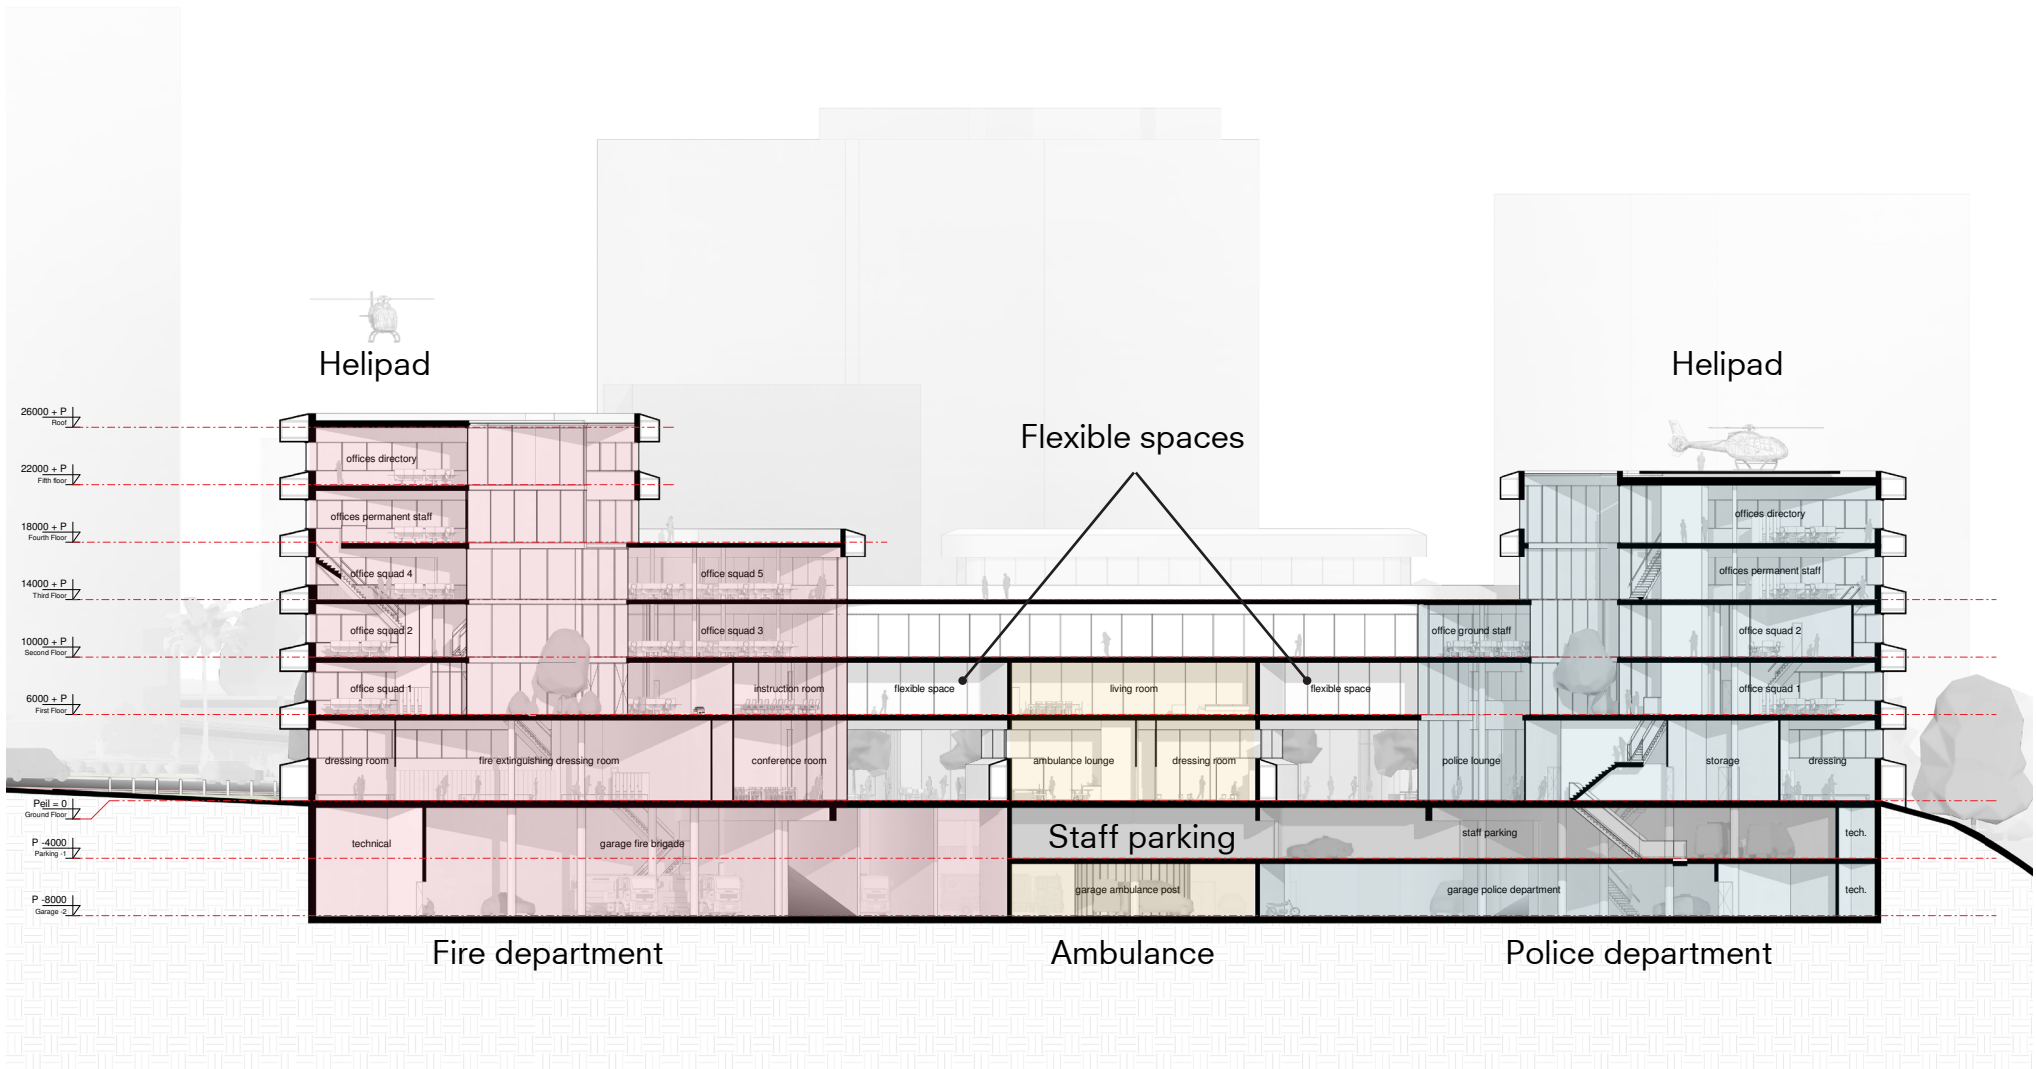 Helipad
Helipad
Flexible spaces
26000 + P
Roof
22000 + P
Fifth floor
18000 + P
Fourth Floor
14000 + P
Third Floor
10000 + P
Second Floor
6000 + P
First Floor
Peil = 0
Ground Floor
P -4000
Parking -1
P -8000
Garage -2
offices directory
offices directory
offices permanent staff
office squad 4
office squad 5
offices permanent staff
office squad 2
office squad 3
office ground staff
office squad 2
office squad 1
instruction room
flexible space
living room
flexible space
office squad 1
dressing room
fire extinguishing dressing room
conference room
ambulance lounge
dressing room
police lounge
storage
dressing
technical
garage fire brigade
Staff parking
staff parking
tech.
garage ambulance post
garage police department
tech.
Fire department
Ambulance
Police department